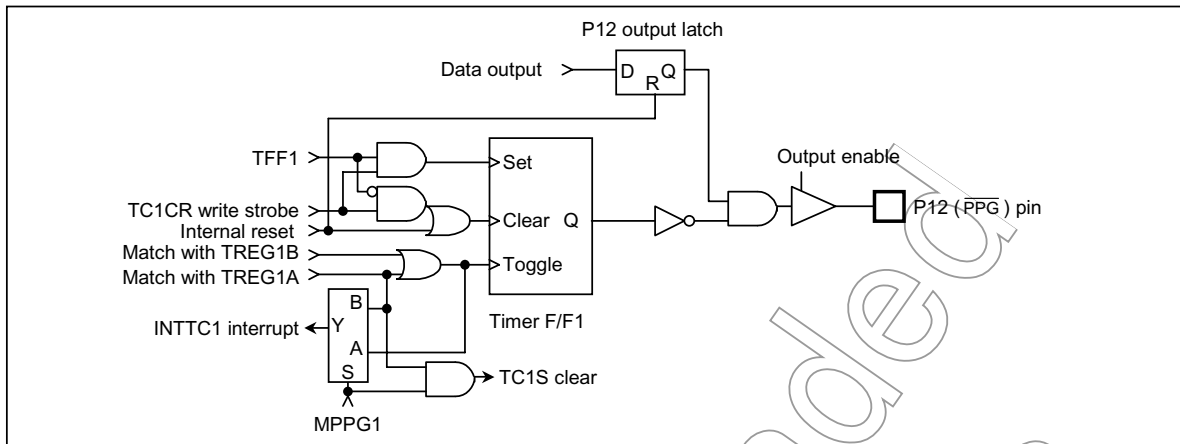 P12 output latch
Data output
D Q
R
TFF1
Set
Output enable
TC1CR write strobe
Internal reset
Clear
Q
P12 (PPG) pin
Match with TREG1B
Match with TREG1A
Toggle
B
Timer F/F1
INTTC1 interrupt
Y
A
S
TC1S clear
MPPG1